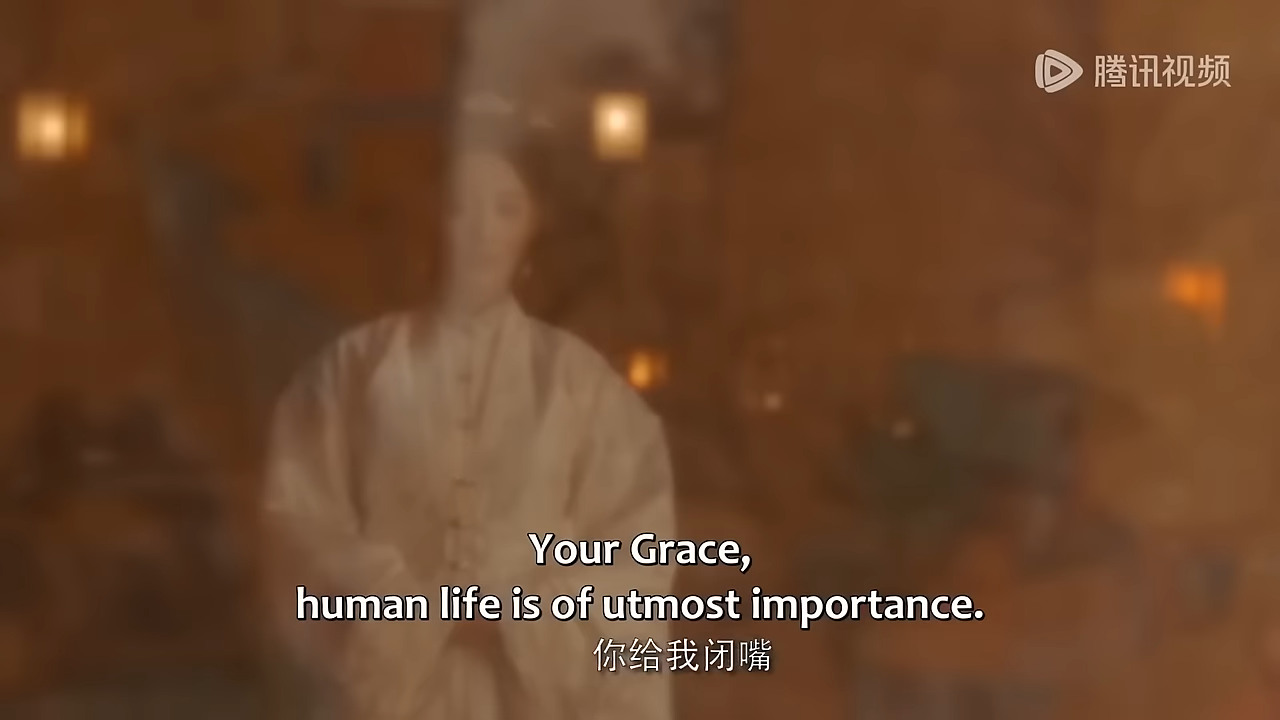 腾讯视频
Your Grace,
human life is of utmost importance.
你给我闭嘴